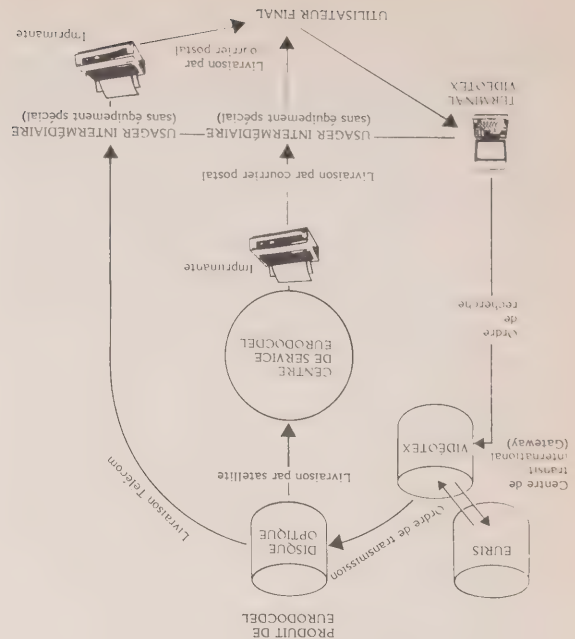 PRODUIT DE
EURODOCDEL
EURIS
DISQUE
OPTIQUE
Ordre de transmission
Livraison Télécom
Centre de
transit
international
(Gateway)
VIDÉOTEX
Livraison par satellite
CENTRE
DE SERVICE
EURODOCDEL
Ordre
de
recherche
Imprimante
Livraison par courrier postal
TERMINAL
VIDÉOTEX
USAGER INTERMÉDIAIRE
(sans équipement spécial)
USAGER INTERMÉDIAIRE
(sans équipement spécial)
Livraison par
courrier postal
Imprimante
UTILISATEUR FINAL